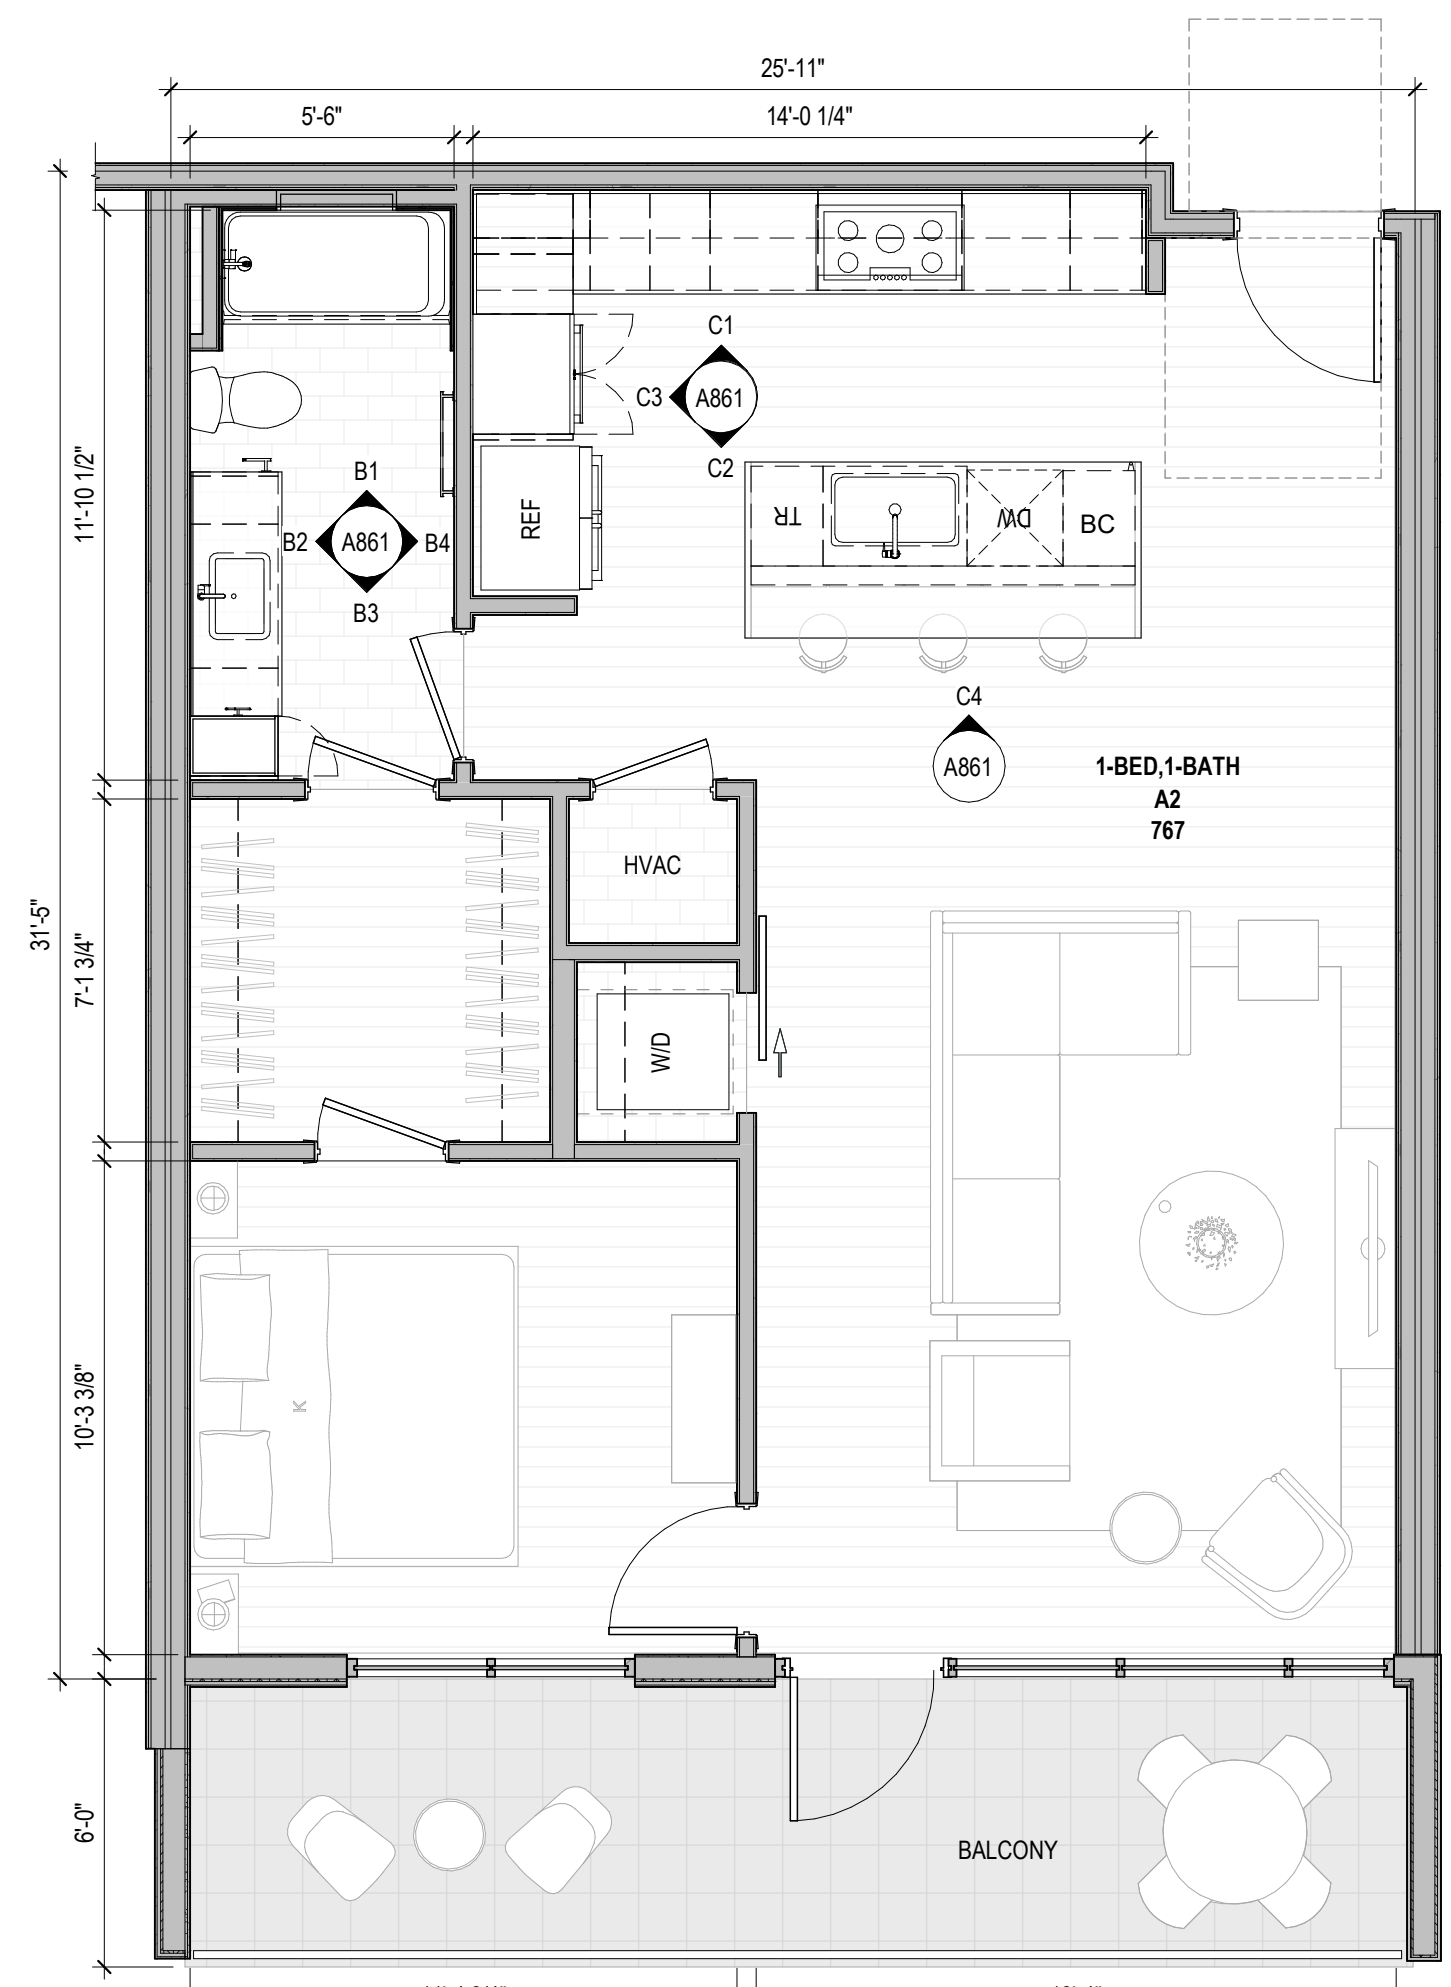 25'-11"
5'-6"
14'-0 1/4"
C1
C3
A861
C2
11'-10 1/2"
B1
B2
A861
B4
B3
REF
TR
DW
BC
C4
A861
1-BED,1-BATH
A2
767
HVAC
31'-5"
7'-1 3/4"
W/D
10'-3 3/8"
K
6'-0"
BALCONY